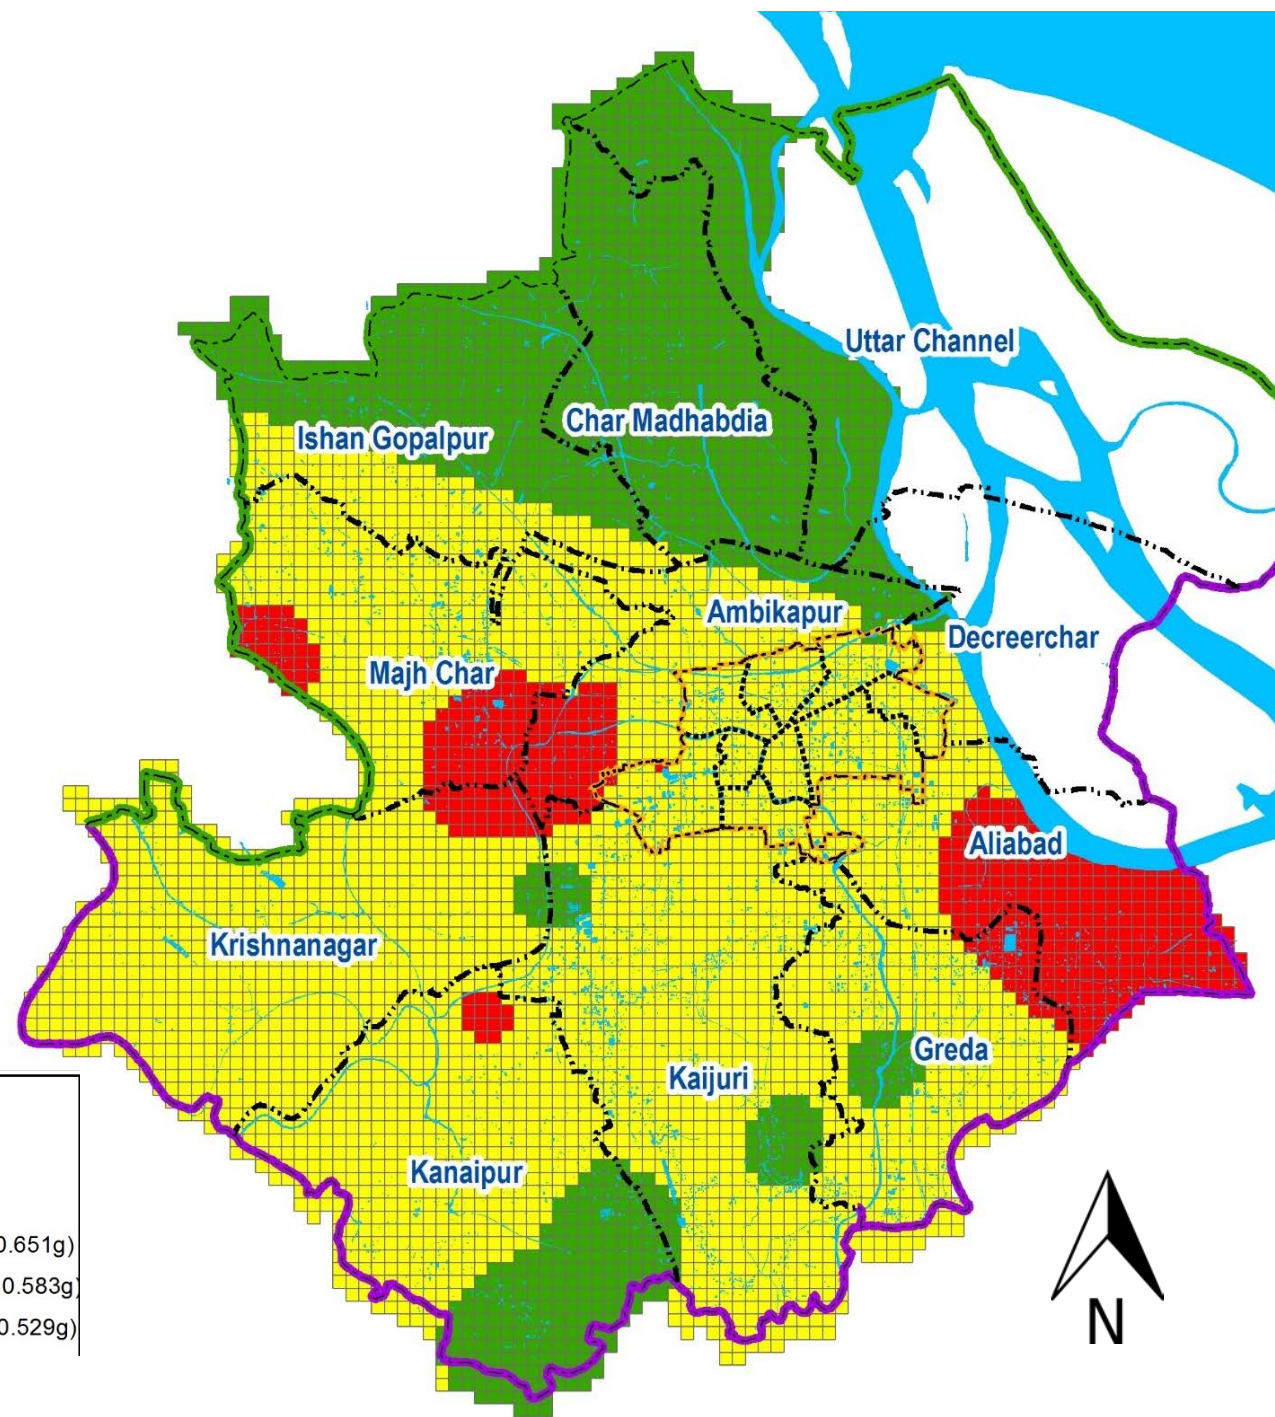 Uttar Channel
Char Madhabdia
Ishan Gopalpur
Ambikapur
Decreerchar
Majh Char
Aliabad
Krishnanagar
Greda
Kaijuri
Kanaipur
0.651g)
0.583g)
0.529g)
N